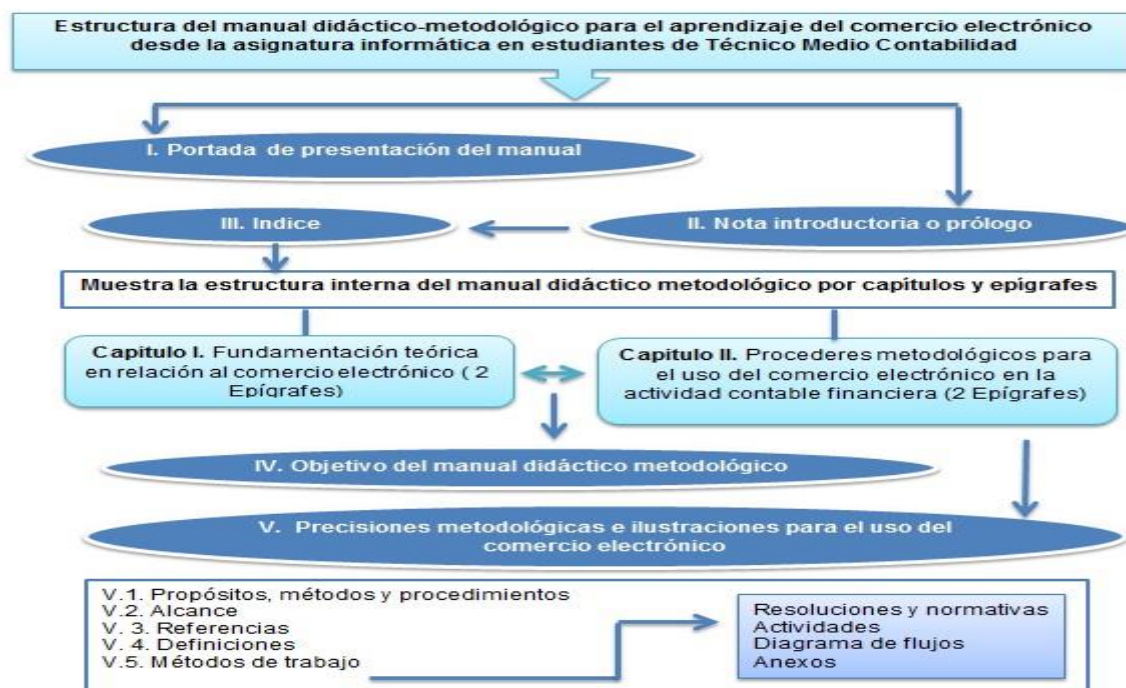 Estructura del manual didáctico-metodológico para el aprendizaje del comercio electrónico
desde la asignatura informática en estudiantes de Técnico Medio Contabilidad
I. Portada de presentación del manual
III. Indice
II. Nota introductoria o prólogo
Muestra la estructura interna del manual didáctico metodológico por capítulos y epígrafes
Capitulo I. Fundamentación teórica
en relación al comercio electrónico ( 2
Epígrafes)
Capitulo II. Procederes metodológicos para
el uso del comercio electrónico en la
actividad contable financiera (2 Epígrafes)
IV. Objetivo del manual didáctico metodológico
V. Precisiones metodológicas e ilustraciones para el uso del
comercio electrónico
V.1. Propósitos, métodos y procedimientos
V.2. Alcance
V. 3. Referencias
V. 4. Definiciones
V.5. Métodos de trabajo
Resoluciones y normativas
Actividades
Diagrama de flujos
Anexos